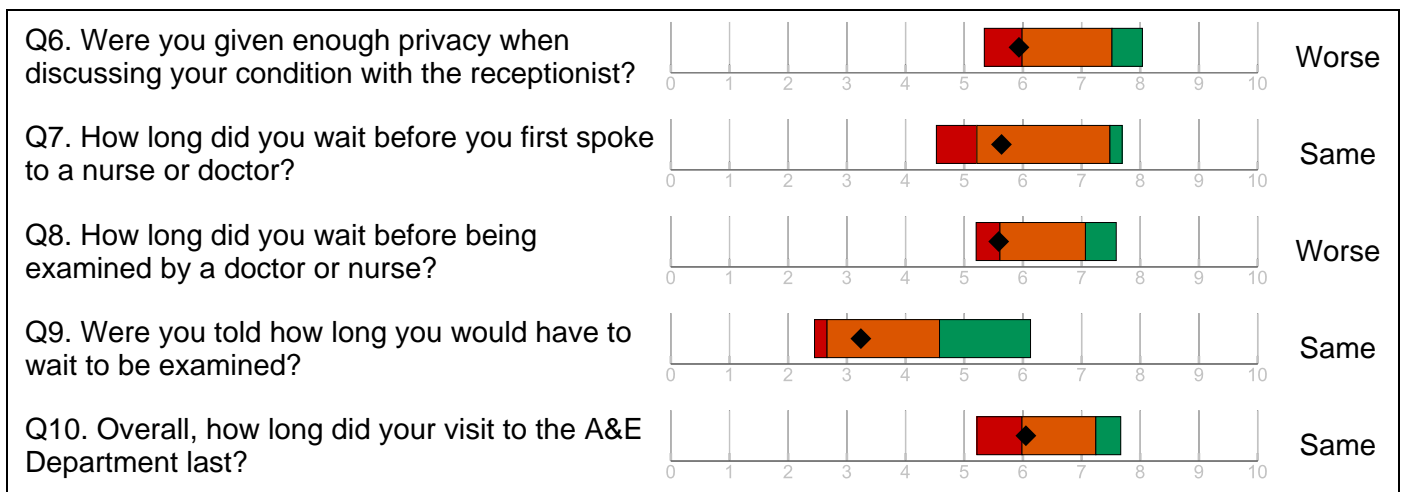 Q6. Were you given enough privacy when
discussing your condition with the receptionist?
0 1 2 3 4 5 6 7 8 9 10
Worse
Q7. How long did you wait before you first spoke
to a nurse or doctor?
0 1 2 3 4 5 6 7 8 9 10
Same
Q8. How long did you wait before being
examined by a doctor or nurse?
0 1 2 3 4 5 6 7 8 9 10
Worse
Q9. Were you told how long you would have to
wait to be examined?
0 1 2 3 4 5 6 7 8 9 10
Same
Q10. Overall, how long did your visit to the A&E
Department last?
0 1 2 3 4 5 6 7 8 9 10
Same